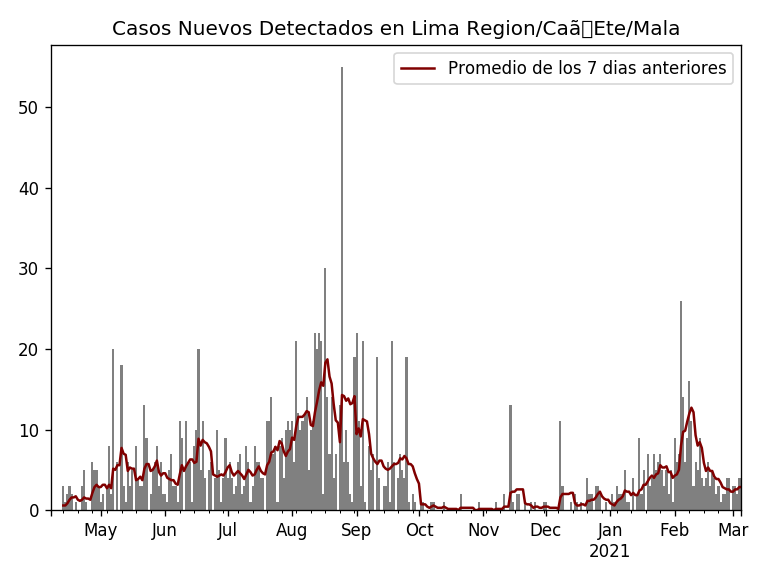 Casos Nuevos Detectados en Lima Region/Caã▯Ete/Mala
Promedio de los 7 dias anteriores
50
40
30
20
10
0
May Jun Jul Aug Sep Oct Nov Dec Jan Feb Mar
2021